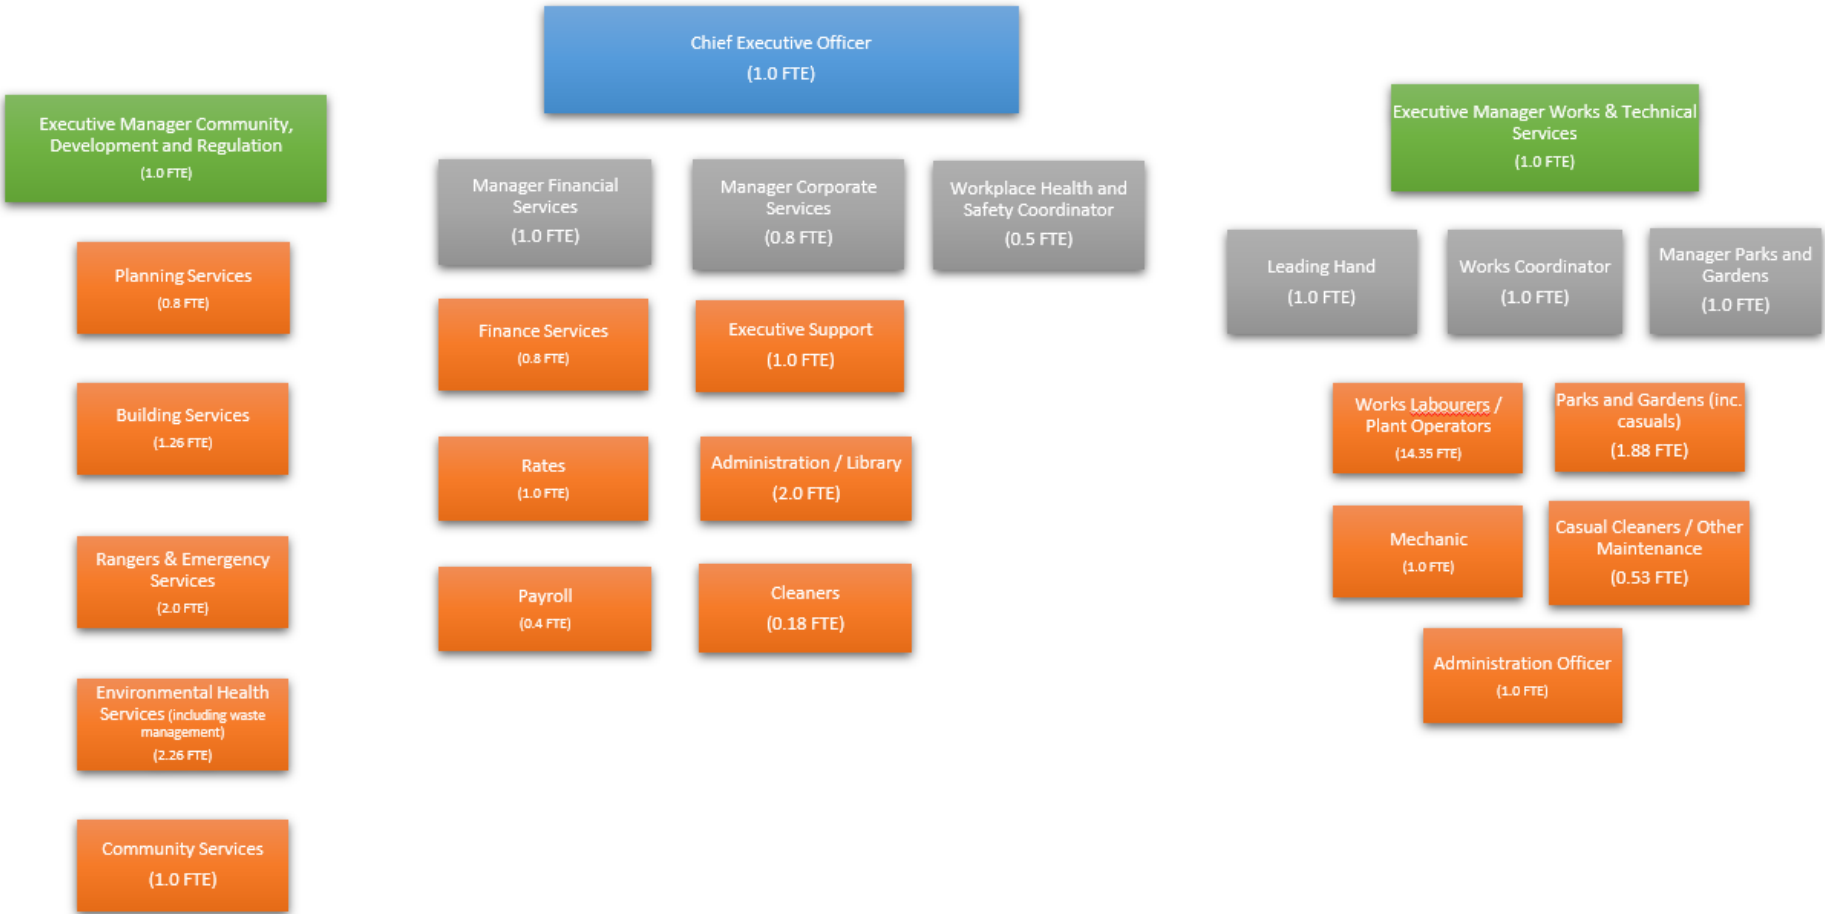 Chief Executive Officer
(1.0 FTE)
Executive Manager Community,
Development and Regulation
(1.0 FTE)
Planning Services
(0.8 FTE)
Building Services
(1.26 FTE)
Rangers & Emergency
Services
(2.0 FTE)
Environmental Health
Services (including waste
management)
(2.26 FTE)
Community Services
(1.0 FTE)
Manager Financial
Services
(1.0 FTE)
Finance Services
(0.8 FTE)
Rates
(1.0 FTE)
Payroll
(0.4 FTE)
Manager Corporate
Services
(0.8 FTE)
Executive Support
(1.0 FTE)
Administration / Library
(2.0 FTE)
Cleaners
(0.18 FTE)
Workplace Health and
Safety Coordinator
(0.5 FTE)
Executive Manager Works & Technical
Services
(1.0 FTE)
Leading Hand
(1.0 FTE)
Works Coordinator
(1.0 FTE)
Manager Parks and
Gardens
(1.0 FTE)
Works Labourers /
Plant Operators
(14.35 FTE)
Parks and Gardens (inc.
casuals)
(1.88 FTE)
Mechanic
(1.0 FTE)
Casual Cleaners / Other
Maintenance
(0.53 FTE)
Administration Officer
(1.0 FTE)